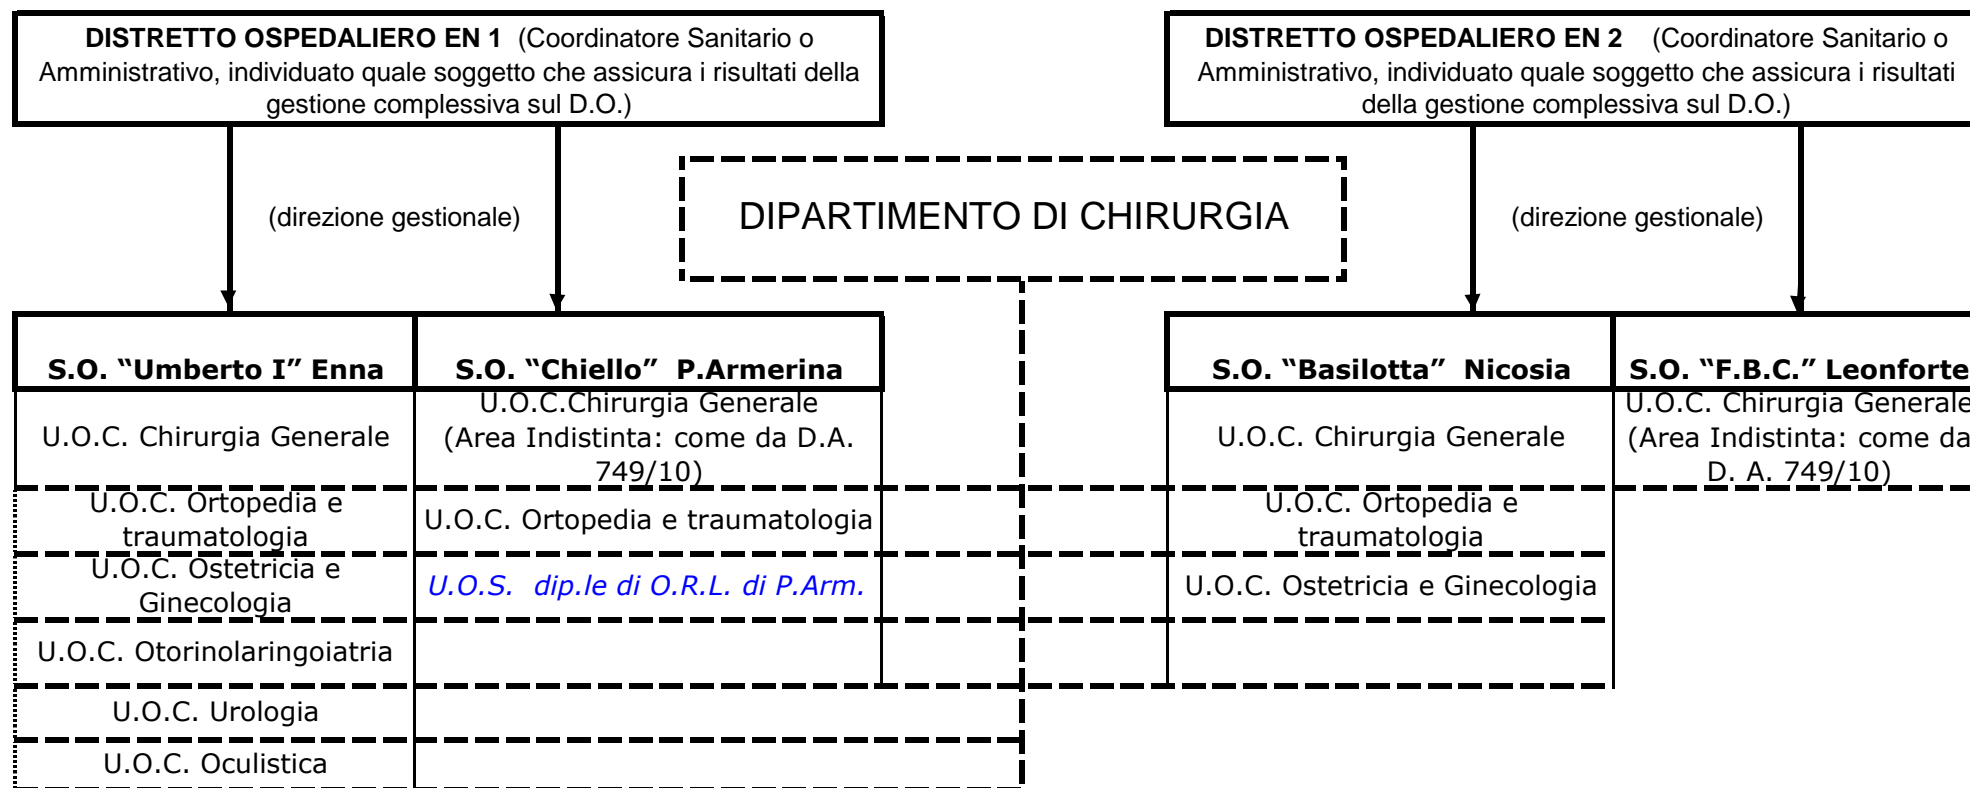 DISTRETTO OSPEDALIERO EN 1 (Coordinatore Sanitario o
Amministrativo, individuato quale soggetto che assicura i risultati della
gestione complessiva sul D.O.)
DISTRETTO OSPEDALIERO EN 2 (Coordinatore Sanitario o
Amministrativo, individuato quale soggetto che assicura i risultati
della gestione complessiva sul D.O.)
(direzione gestionale)
DIPARTIMENTO DI CHIRURGIA
(direzione gestionale)
S.O. “Umberto I” Enna
S.O. “Chiello” P.Armerina
S.O. “Basilotta” Nicosia
S.O. “F.B.C.” Leonforte
U.O.C. Chirurgia Generale
U.O.C.Chirurgia Generale
(Area Indistinta: come da D.A.
749/10)
U.O.C. Chirurgia Generale
U.O.C. Chirurgia Generale
(Area Indistinta: come da
D. A. 749/10)
U.O.C. Ortopedia e
traumatologia
U.O.C. Ortopedia e traumatologia
U.O.C. Ortopedia e
traumatologia
U.O.C. Ostetricia e
Ginecologia
U.O.S. dip.le di O.R.L. di P.Arm.
U.O.C. Ostetricia e Ginecologia
U.O.C. Otorinolaringoiatria
U.O.C. Urologia
U.O.C. Oculistica